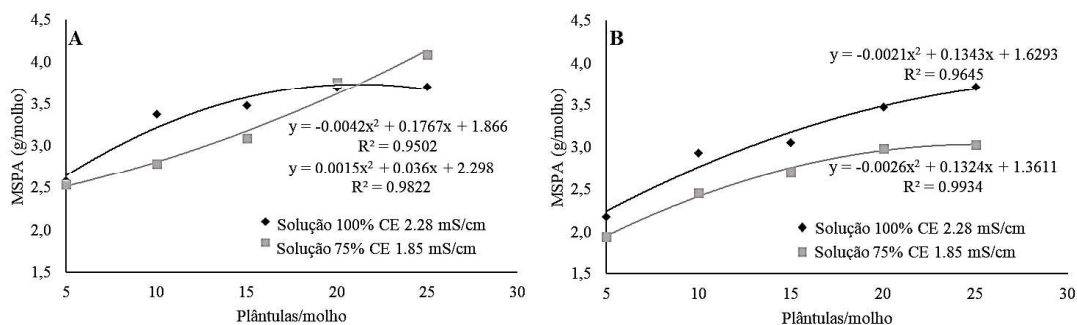 A
MSPA (g/molho)
4,5
4,0
3,5
3,0
2,5
2,0
1,5
5
10
15
20
25
30
Plântulas/molho
y = -0.0042x² + 0.1767x + 1.866
R² = 0.9502
y = 0.0015x² + 0.036x + 2.298
R² = 0.9822
Solução 100% CE 2.28 mS/cm
Solução 75% CE 1.85 mS/cm
B
MSPA (g/molho)
4,5
4,0
3,5
3,0
2,5
2,0
1,5
5
10
15
20
25
30
Plântulas/molho
y = -0.0021x² + 0.1343x + 1.6293
R² = 0.9645
y = -0.0026x² + 0.1324x + 1.3611
R² = 0.9934
Solução 100% CE 2.28 mS/cm
Solução 75% CE 1.85 mS/cm